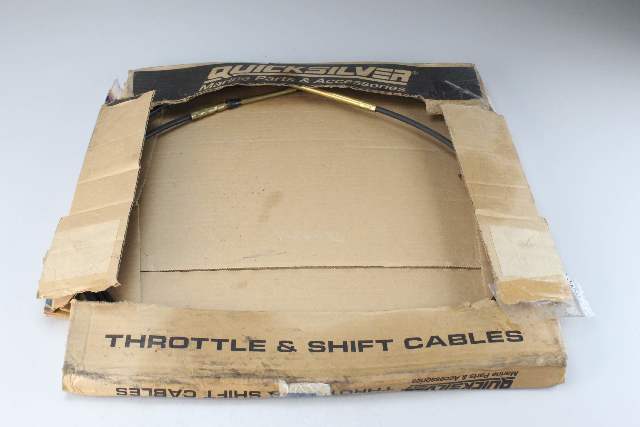 QUICKSILVER®
Marine Parts & Accessories
THROTTLE & SHIFT CABLES
QUICKSILVER
Marine Parts & Accessories
THROTTLE & SHIFT CABLES